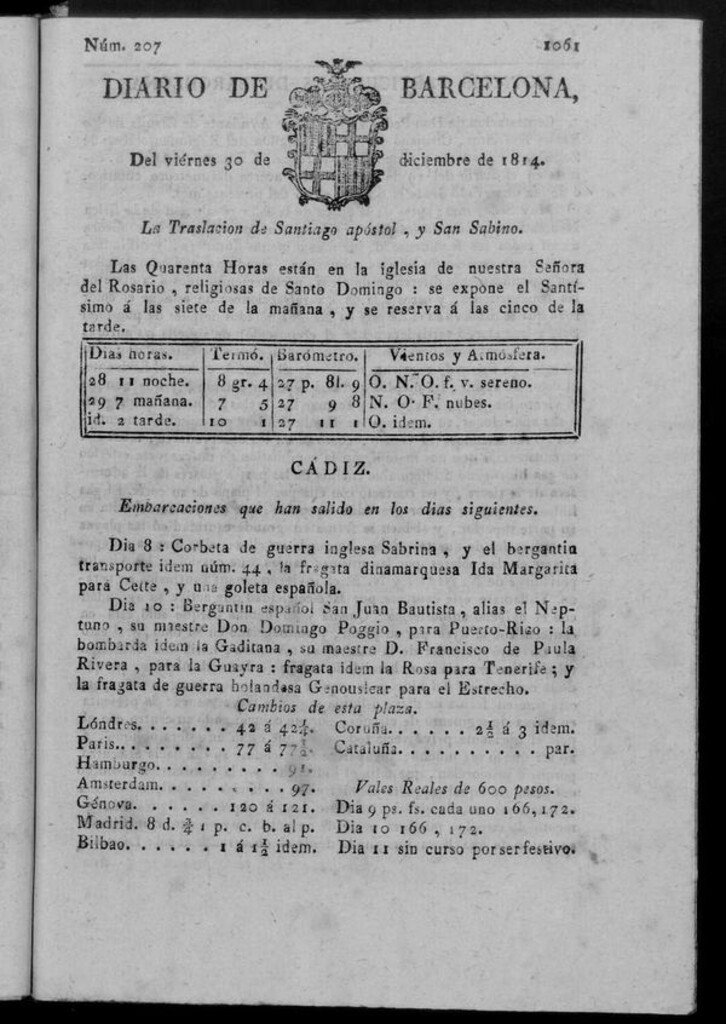 Núm. 207 1061
DIARIO DE BARCELONA,
Del viérnes 30 de diciembre de 1814.
La Traslacion de Santiago apóstol, y San Sabino.
Las Quarenta Horas están en la iglesia de nuestra Señora
del Rosario, religiosas de Santo Domingo: se expone el Santí-
simo á las siete de la mañana, y se reserva á las cinco de la
tarde.
Dias horas. Termó. Barómetro. Vientos y Atmósfera.
28 11 noche. 8 gr. 4 27 p. 8l. 9 O. N. O. f. v. sereno.
29 7 mañana. 7 5 27 9 8 N. O. F. nubes.
id. 2 tarde. 10 1 27 11 1 O. idem.
CÁDIZ.
Embarcaciones que han salido en los dias siguientes.
Dia 8: Corbeta de guerra inglesa Sabrina, y el bergantin
transporte idem núm. 44, la fragata dinamarquesa Ida Margarita
para Cette, y una goleta española.
Dia 10: Bergantin español San Juan Bautista, alias el Nep-
tuno, su maestre Don Domingo Poggio, para Puerto-Rico: la
bombarda idem la Gaditana, su maestre D. Francisco de Paula
Rivera, para la Guayra: fragata idem la Rosa para Tenerife; y
la fragata de guerra holandesa Genouslear para el Estrecho.
Cambios de esta plaza.
Lóndres. . . . . . . 42 á 42¼. Coruña. . . . . . 2½ á 3 idem.
Paris. . . . . . . . . 77 á 77½. Cataluña. . . . . . . . . . par.
Hamburgo. . . . . . . . . 91.
Amsterdam. . . . . . . . . 97. Vales Reales de 600 pesos.
Génova. . . . . . 120 á 121. Dia 9 ps. fs. cada uno 166, 172.
Madrid. 8 d. ¾ 1 p. c. b. al p. Dia 10 166, 172.
Bilbao. . . . . . 1 á 1½ idem. Dia 11 sin curso por ser festivo.